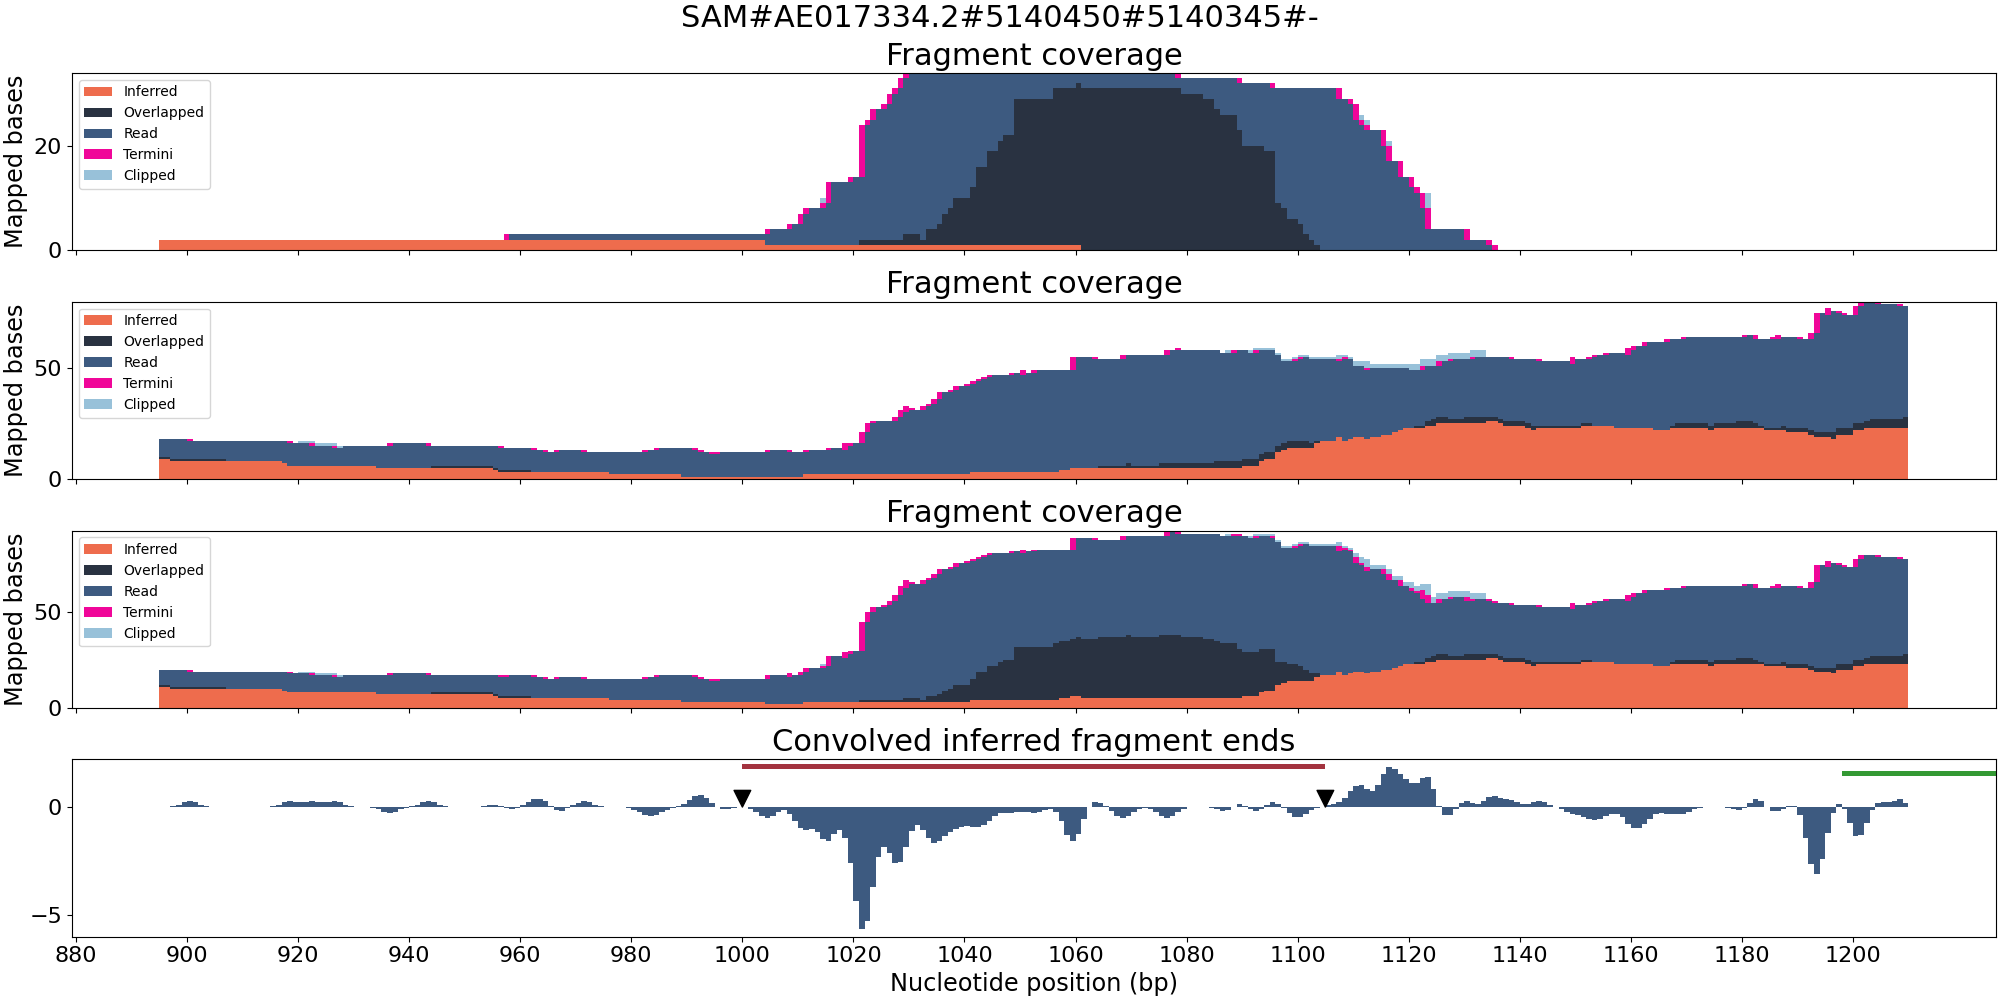 SAM#AE017334.2#5140450#5140345#-
Fragment coverage
Mapped bases
20
0
Inferred
Overlapped
Read
Termini
Clipped
Fragment coverage
Mapped bases
50
0
Inferred
Overlapped
Read
Termini
Clipped
Fragment coverage
Mapped bases
50
0
Inferred
Overlapped
Read
Termini
Clipped
Convolved inferred fragment ends
0
−5
880 900 920 940 960 980 1000 1020 1040 1060 1080 1100 1120 1140 1160 1180 1200
Nucleotide position (bp)